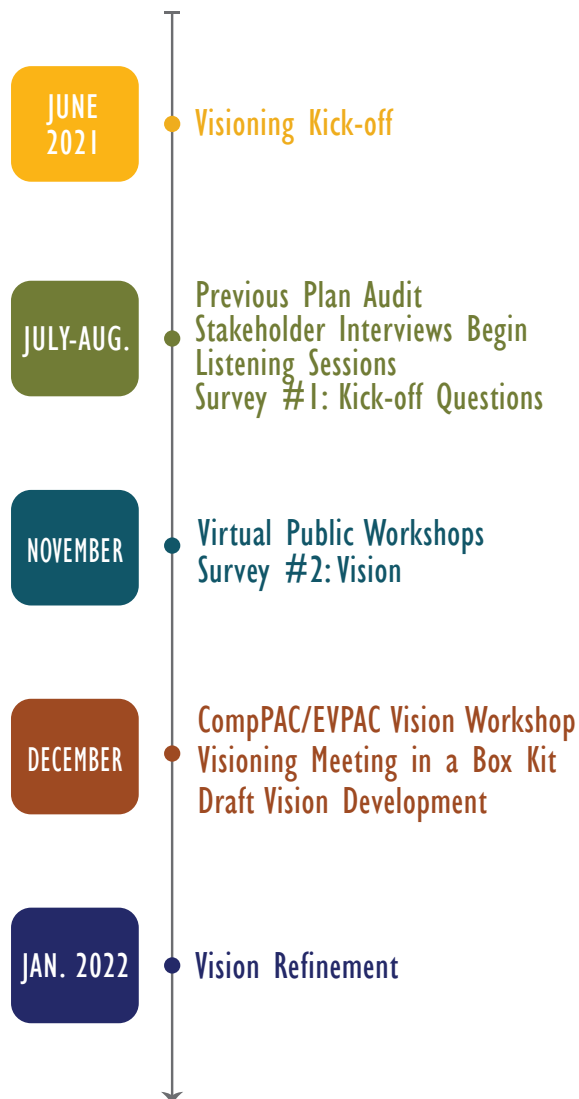 JUNE
2021
Visioning Kick-off
JULY-AUG.
Previous Plan Audit
Stakeholder Interviews Begin
Listening Sessions
Survey #1: Kick-off Questions
NOVEMBER
Virtual Public Workshops
Survey #2: Vision
DECEMBER
CompPAC/EVPAC Vision Workshop
Visioning Meeting in a Box Kit
Draft Vision Development
JAN. 2022
Vision Refinement